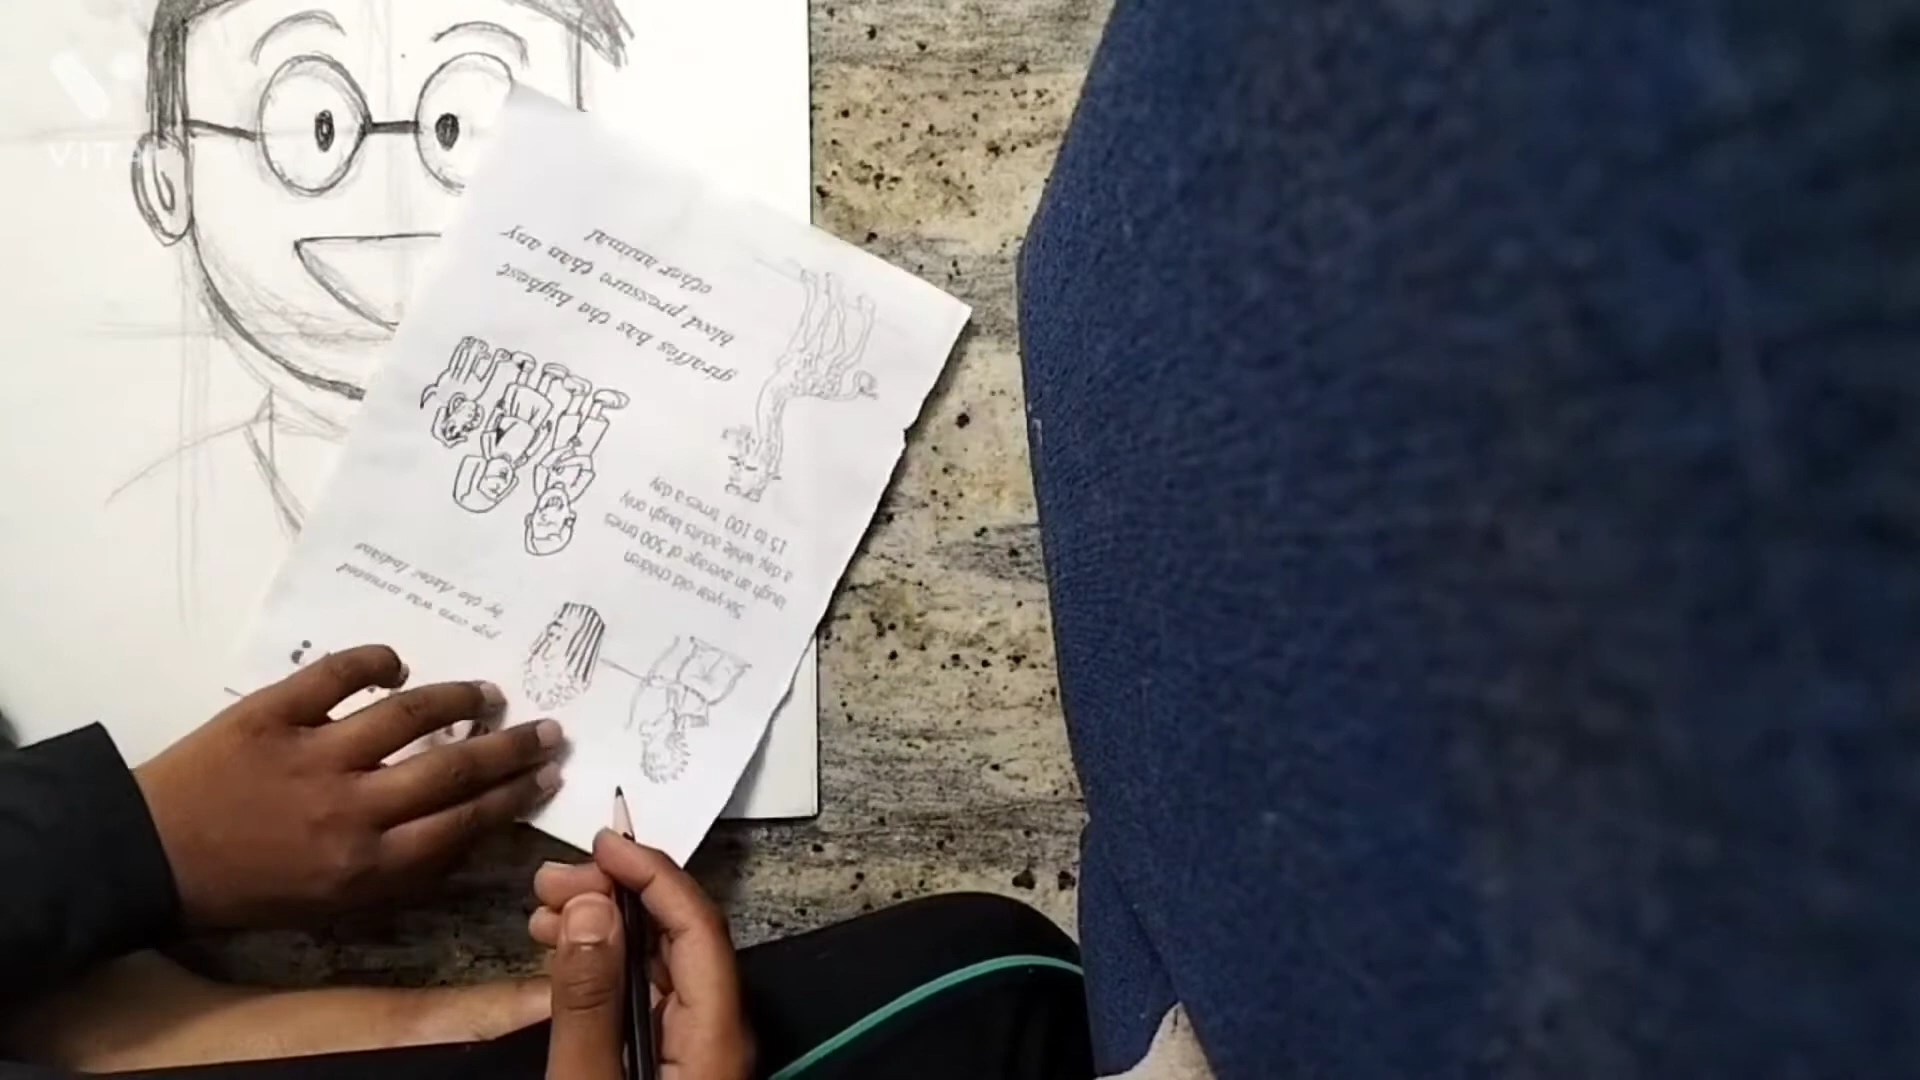 VITA
giraffes has the highest
blood pressure than any
other animal
Six-year old children
laugh an average of 300 times
a day, while adults laugh only
15 to 100 times a day
pop corn was invented
by the Aztec Indians